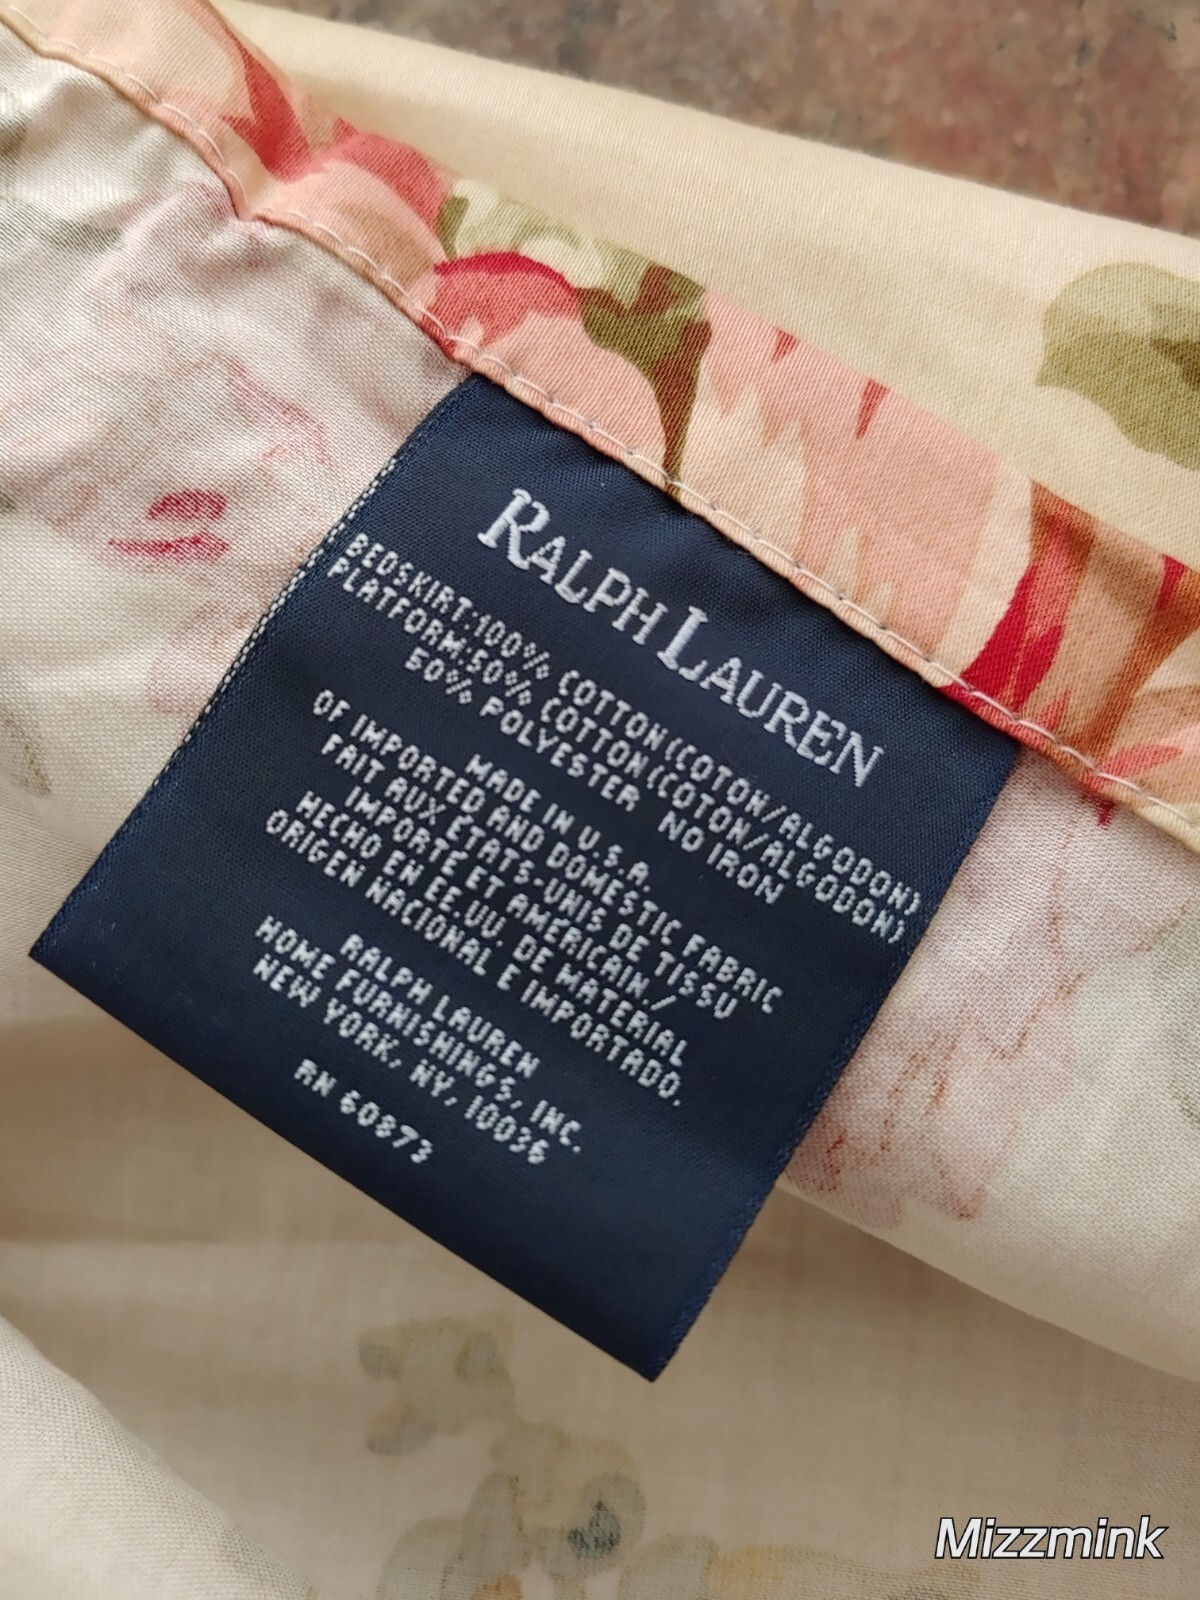 RALPH LAUREN
BEDSKIRT:100% COTTON(COTON/ALGODON)
PLATFORM:50% COTTON(COTON/ALGODON)
50% POLYESTER NO IRON
MADE IN U.S.A.
OF IMPORTED AND DOMESTIC FABRIC
FAIT AUX ÉTATS-UNIS DE TISSU
IMPORTÉ ET AMÉRICAIN./
HECHO EN EE.UU. DE MATERIAL
ORIGEN NACIONAL E IMPORTADO.
RALPH LAUREN
HOME FURNISHINGS, INC.
NEW YORK, NY, 10036
RN 60873
Mizzmink